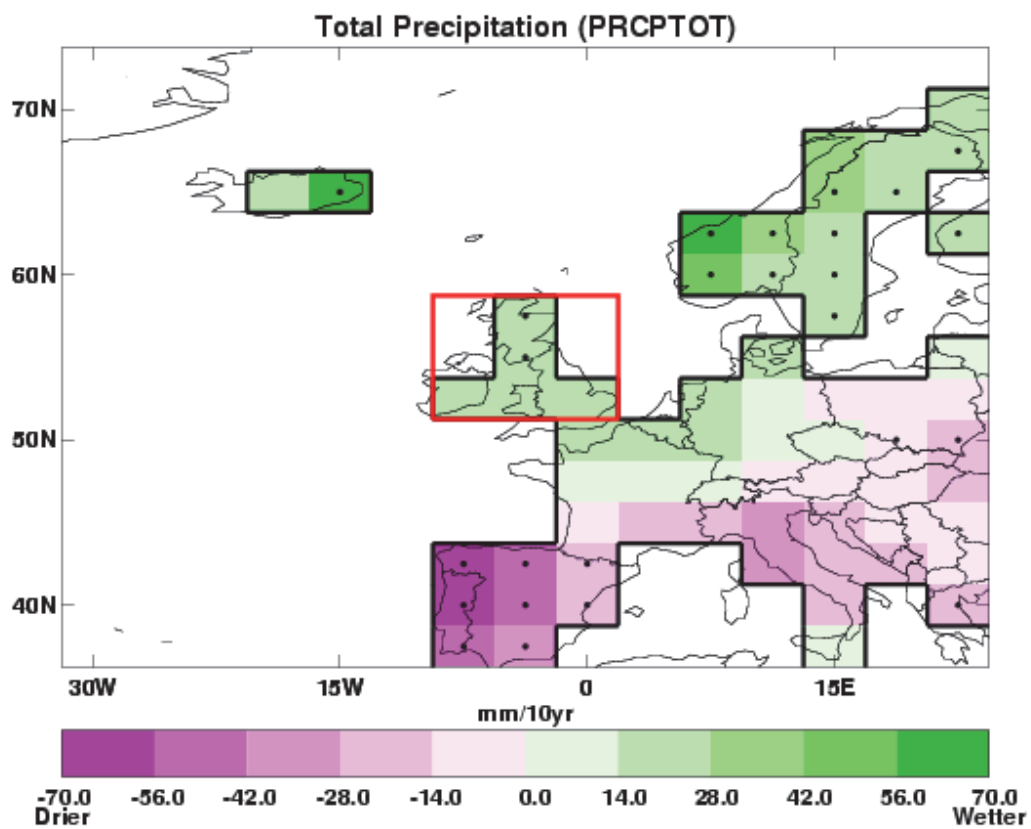 Total Precipitation (PRCPTOT)
70N
60N
50N
40N
30W 15W 0 15E
mm/10yr
-70.0 -56.0 -42.0 -28.0 -14.0 0.0 14.0 28.0 42.0 56.0 70.0
Drier Wetter